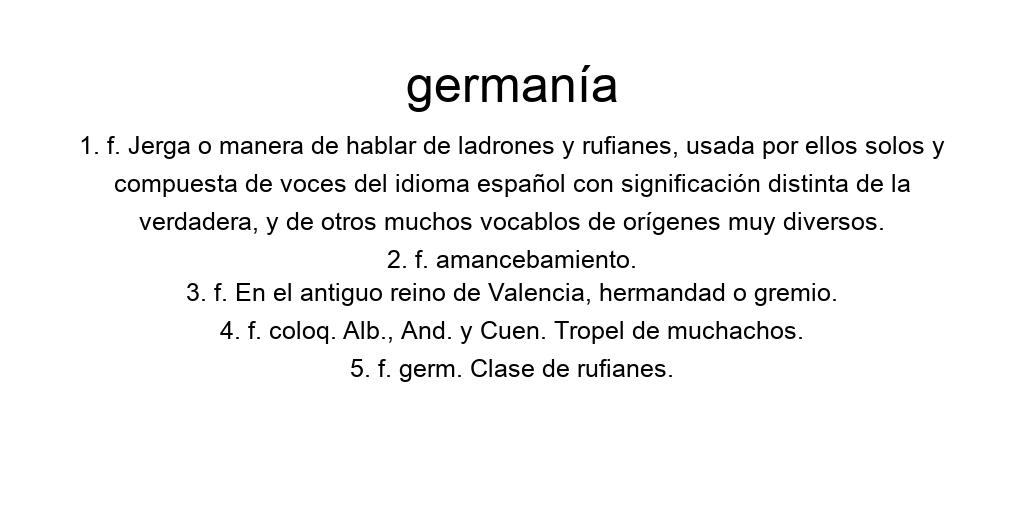 germanía
1. f. Jerga o manera de hablar de ladrones y rufianes, usada por ellos solos y
compuesta de voces del idioma español con significación distinta de la
verdadera, y de otros muchos vocablos de orígenes muy diversos.
2. f. amancebamiento.
3. f. En el antiguo reino de Valencia, hermandad o gremio.
4. f. coloq. Alb., And. y Cuen. Tropel de muchachos.
5. f. germ. Clase de rufianes.